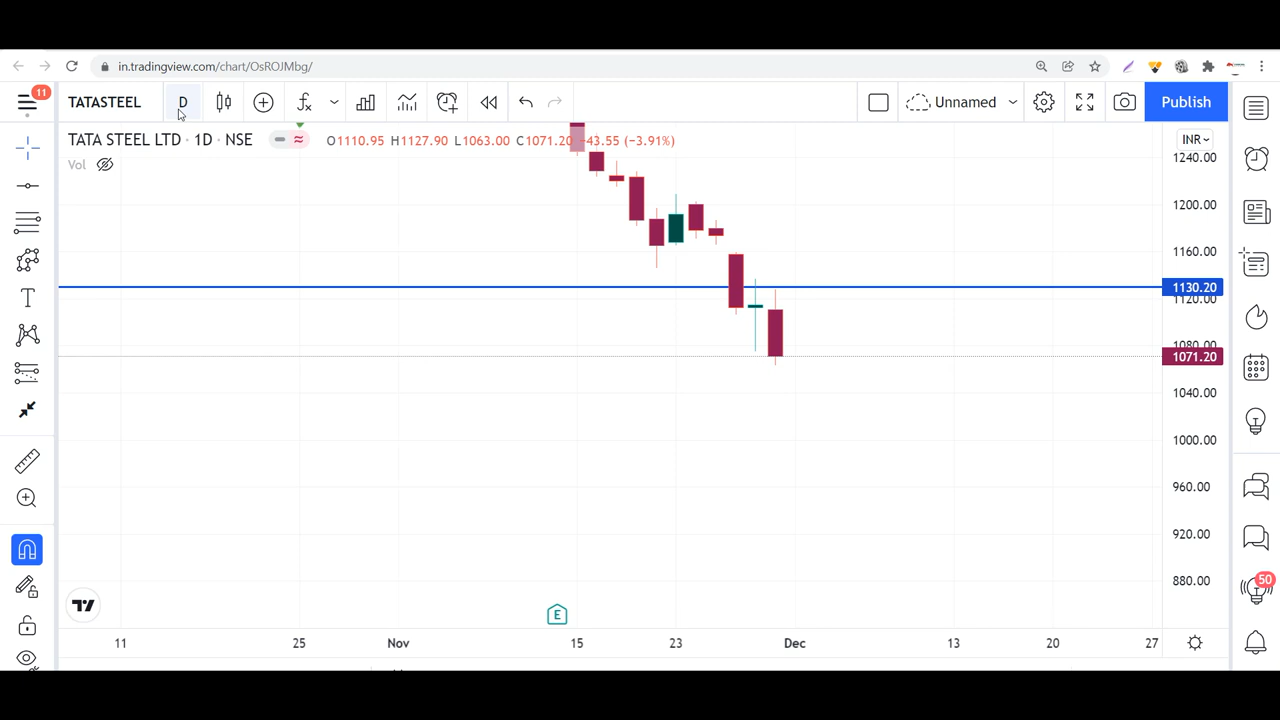 in.tradingview.com/chart/OsROJMbg/
11
TATASTEEL
D
Unnamed
Publish
TATA STEEL LTD · 1D · NSE
O1110.95 H1127.90 L1063.00 C1071.20 −43.55 (−3.91%)
INR
Vol
1240.00
1200.00
1160.00
1130.20
1120.00
1080.00
1071.20
1040.00
1000.00
960.00
920.00
880.00
50
E
11 25 Nov 15 23 Dec 13 20 27